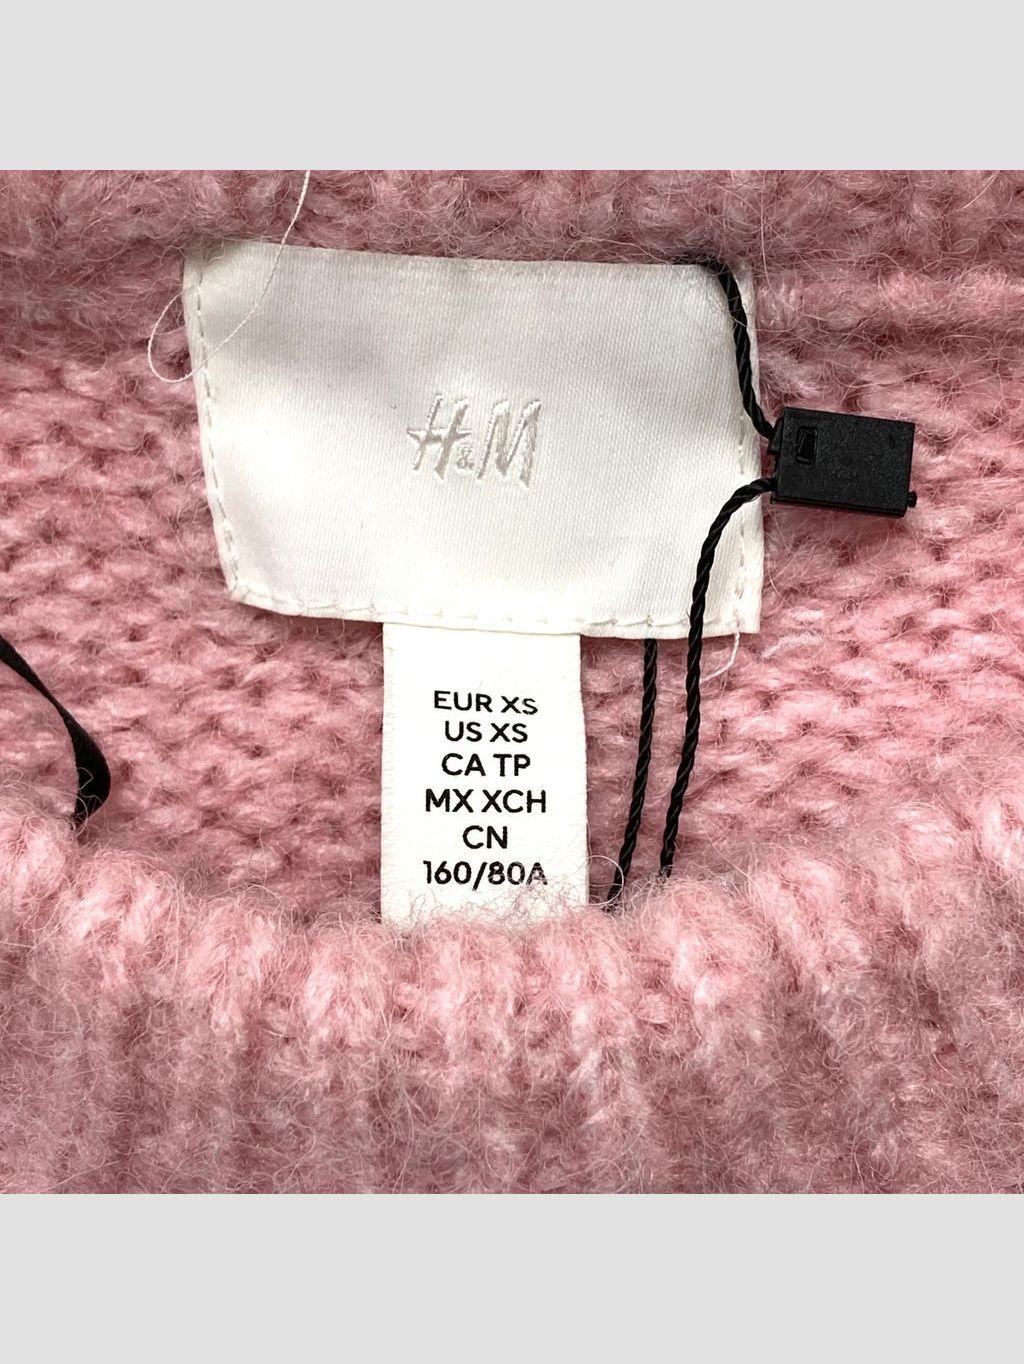 H&M
EUR XS
US XS
CA TP
MX XCH
CN
160/80A